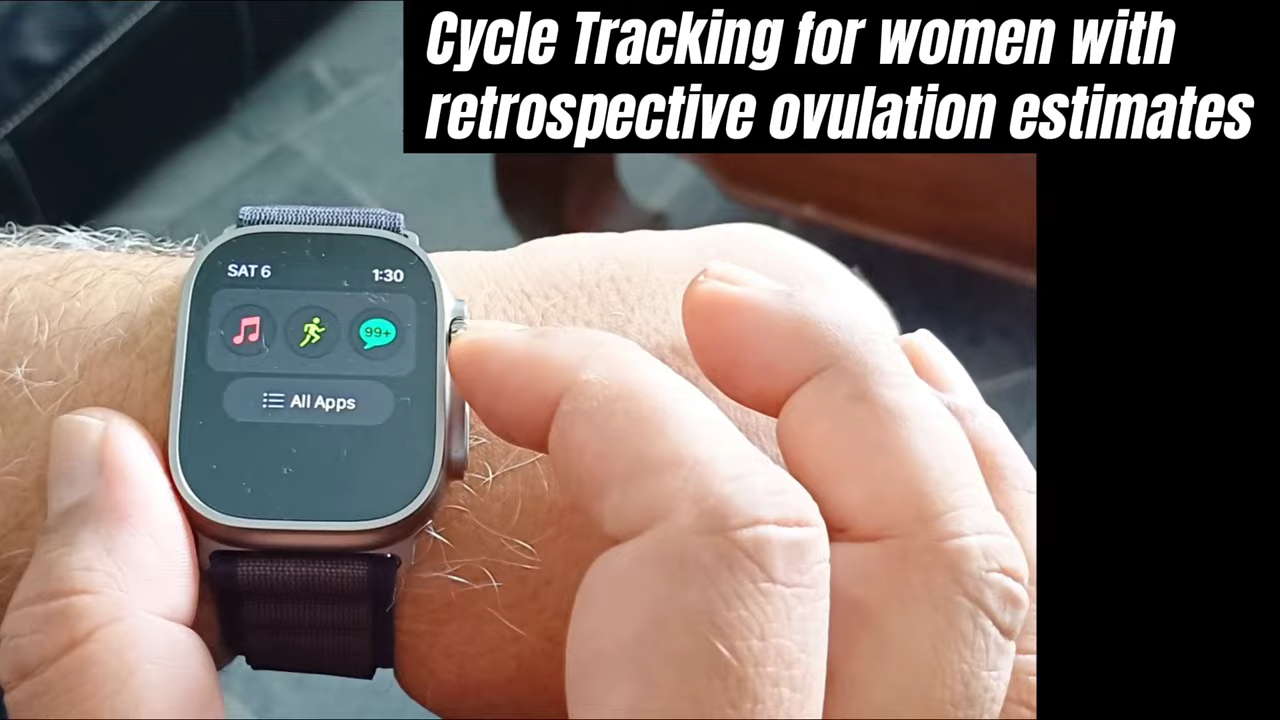 Cycle Tracking for women with
retrospective ovulation estimates
SAT 6 1:30
99+
All Apps